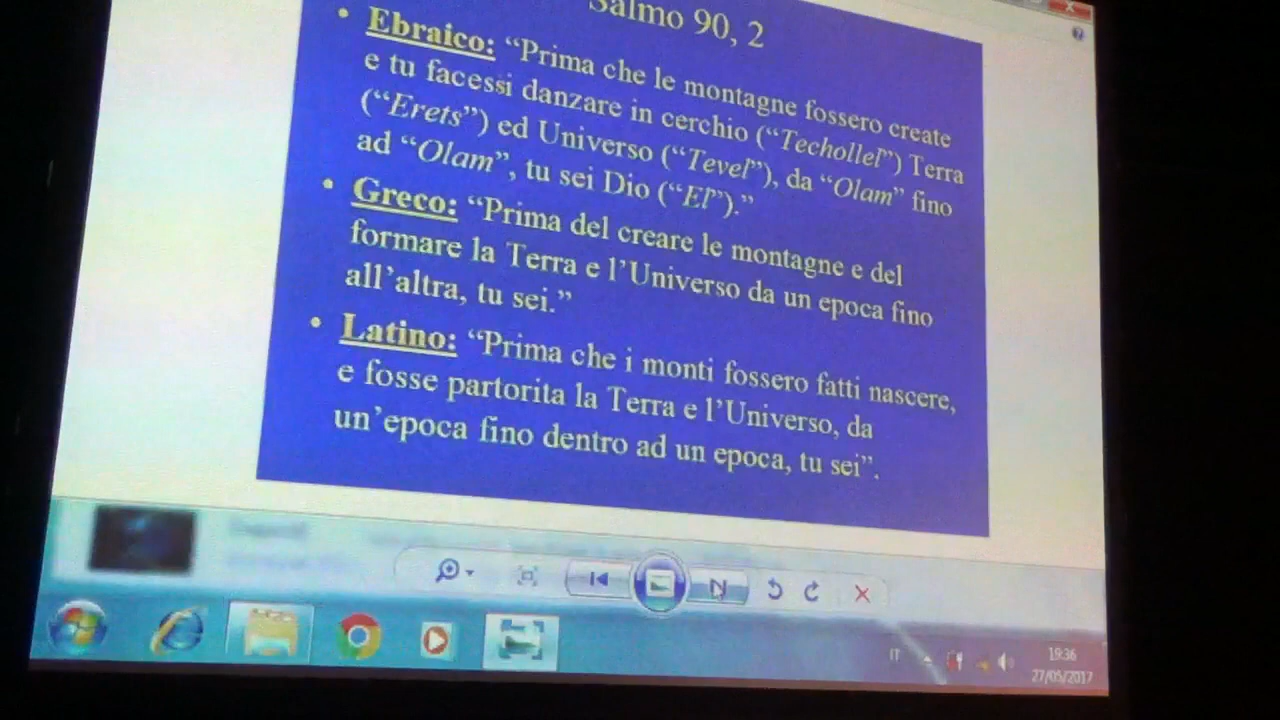 Salmo 90, 2
• Ebraico: “Prima che le montagne fossero create
e tu facessi danzare in cerchio (“Techollel”) Terra
(“Erets”) ed Universo (“Tevel”), da “Olam” fino
ad “Olam”, tu sei Dio (“El”).”
• Greco: “Prima del creare le montagne e del
formare la Terra e l’Universo da un epoca fino
all’altra, tu sei.”
• Latino: “Prima che i monti fossero fatti nascere,
e fosse partorita la Terra e l’Universo, da
un’epoca fino dentro ad un epoca, tu sei”.
IT
19:36
27/05/2017